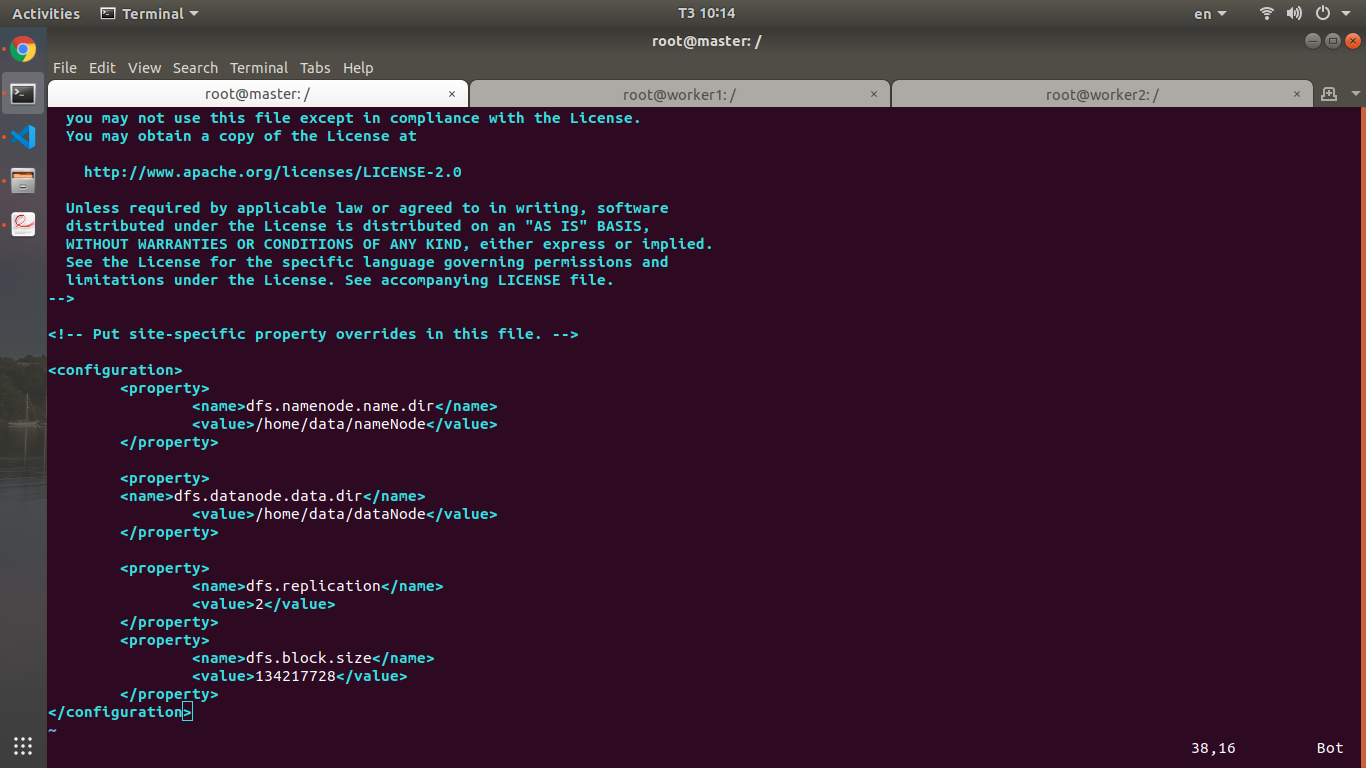 Activities Terminal T3 10:14 en
root@master: /
File Edit View Search Terminal Tabs Help
root@master: / × root@worker1: / × root@worker2: / ×
you may not use this file except in compliance with the License.
You may obtain a copy of the License at
http://www.apache.org/licenses/LICENSE-2.0
Unless required by applicable law or agreed to in writing, software
distributed under the License is distributed on an "AS IS" BASIS,
WITHOUT WARRANTIES OR CONDITIONS OF ANY KIND, either express or implied.
See the License for the specific language governing permissions and
limitations under the License. See accompanying LICENSE file.
-->
<!-- Put site-specific property overrides in this file. -->
<configuration>
<property>
<name>dfs.namenode.name.dir</name>
<value>/home/data/nameNode</value>
</property>
<property>
<name>dfs.datanode.data.dir</name>
<value>/home/data/dataNode</value>
</property>
<property>
<name>dfs.replication</name>
<value>2</value>
</property>
<property>
<name>dfs.block.size</name>
<value>134217728</value>
</property>
</configuration>
~
38,16 Bot